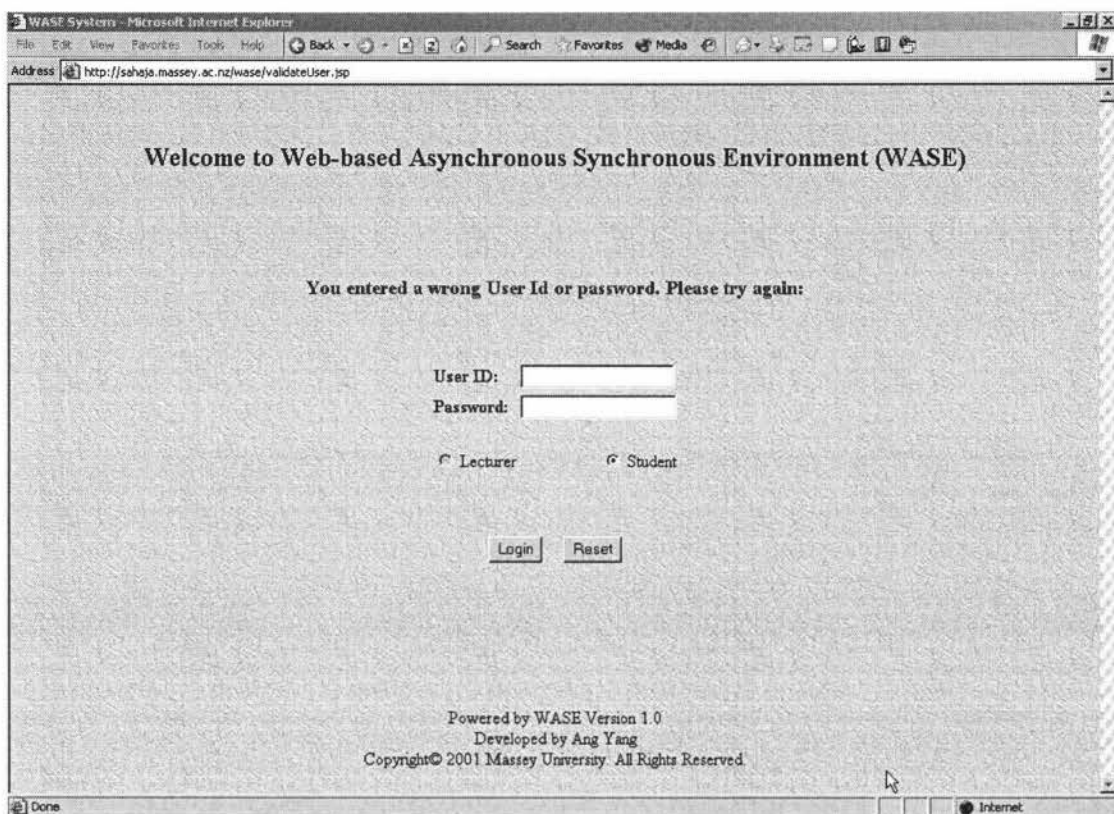 WASE System - Microsoft Internet Explorer
File Edit View Favorites Tools Help Back Search Favorites Media
Address http://sahaja.massey.ac.nz/wase/validateUser.jsp
Welcome to Web-based Asynchronous Synchronous Environment (WASE)
You entered a wrong User Id or password. Please try again:
User ID:
Password:
Lecturer Student
Login Reset
Powered by WASE Version 1.0
Developed by Ang Yang
Copyright© 2001 Massey University. All Rights Reserved.
Done Internet